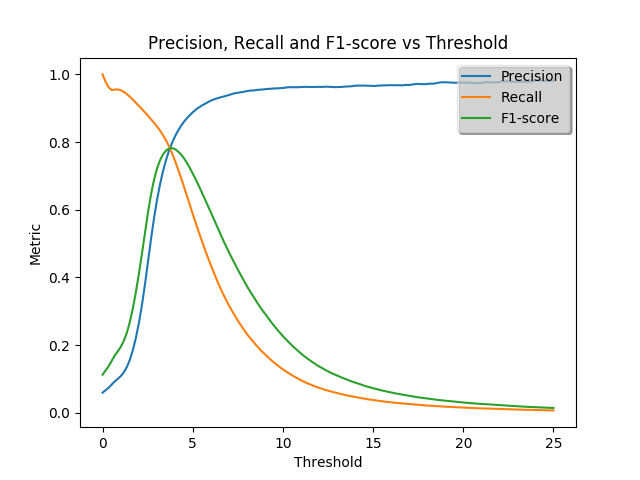 Precision, Recall and F1-score vs Threshold
Precision
Recall
F1-score
Metric
1.0
0.8
0.6
0.4
0.2
0.0
0 5 10 15 20 25
Threshold